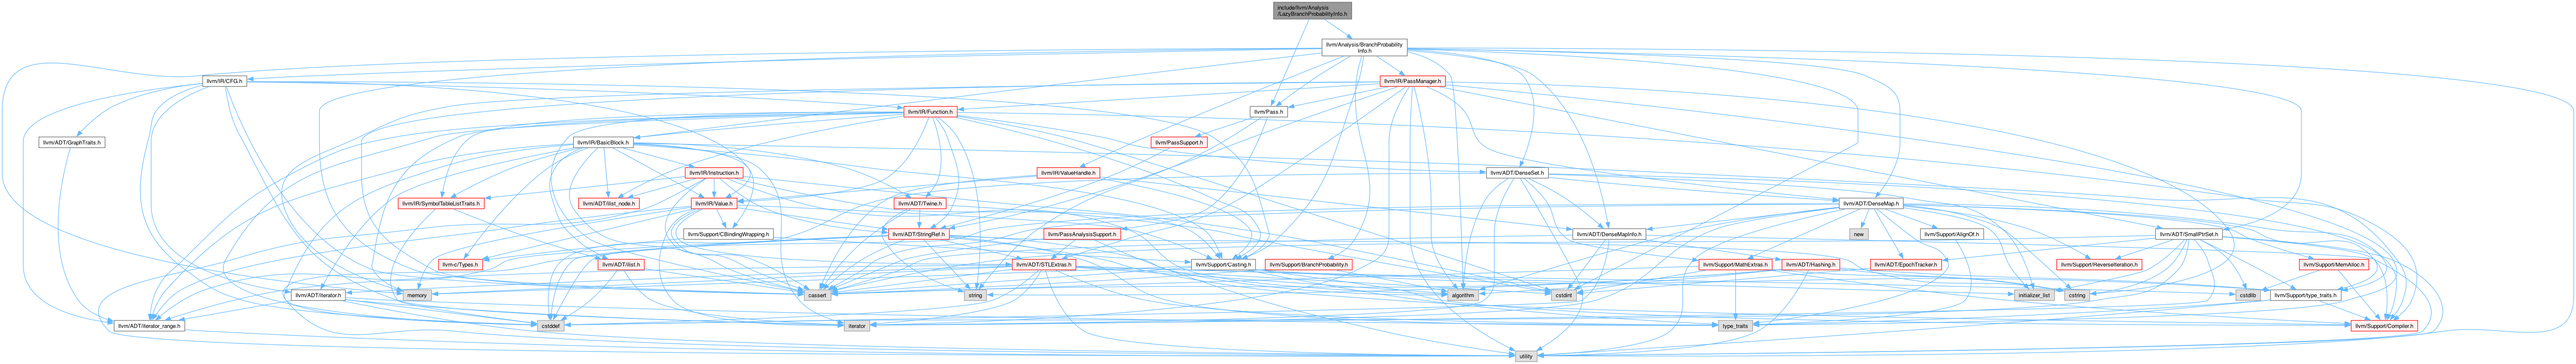 include/llvm/Analysis
/LazyBranchProbabilityInfo.h
llvm/Analysis/BranchProbability
Info.h
llvm/IR/CFG.h
llvm/IR/PassManager.h
llvm/IR/Function.h
llvm/Pass.h
llvm/ADT/GraphTraits.h
llvm/IR/BasicBlock.h
llvm/PassSupport.h
llvm/IR/Instruction.h
llvm/IR/ValueHandle.h
llvm/ADT/DenseSet.h
llvm/IR/SymbolTableListTraits.h
llvm/ADT/ilist_node.h
llvm/IR/Value.h
llvm/ADT/Twine.h
llvm/ADT/DenseMap.h
llvm/Support/CBindingWrapping.h
llvm/ADT/StringRef.h
llvm/PassAnalysisSupport.h
llvm/ADT/DenseMapInfo.h
new
llvm/Support/AlignOf.h
llvm/ADT/SmallPtrSet.h
llvm-c/Types.h
llvm/ADT/ilist.h
llvm/ADT/STLExtras.h
llvm/Support/Casting.h
llvm/Support/BranchProbability.h
llvm/Support/MathExtras.h
llvm/ADT/Hashing.h
llvm/ADT/EpochTracker.h
llvm/Support/ReverseIteration.h
llvm/Support/MemAlloc.h
llvm/ADT/iterator.h
memory
cassert
string
algorithm
cstdint
initializer_list
cstring
cstdlib
llvm/Support/type_traits.h
llvm/ADT/iterator_range.h
cstddef
iterator
type_traits
llvm/Support/Compiler.h
utility